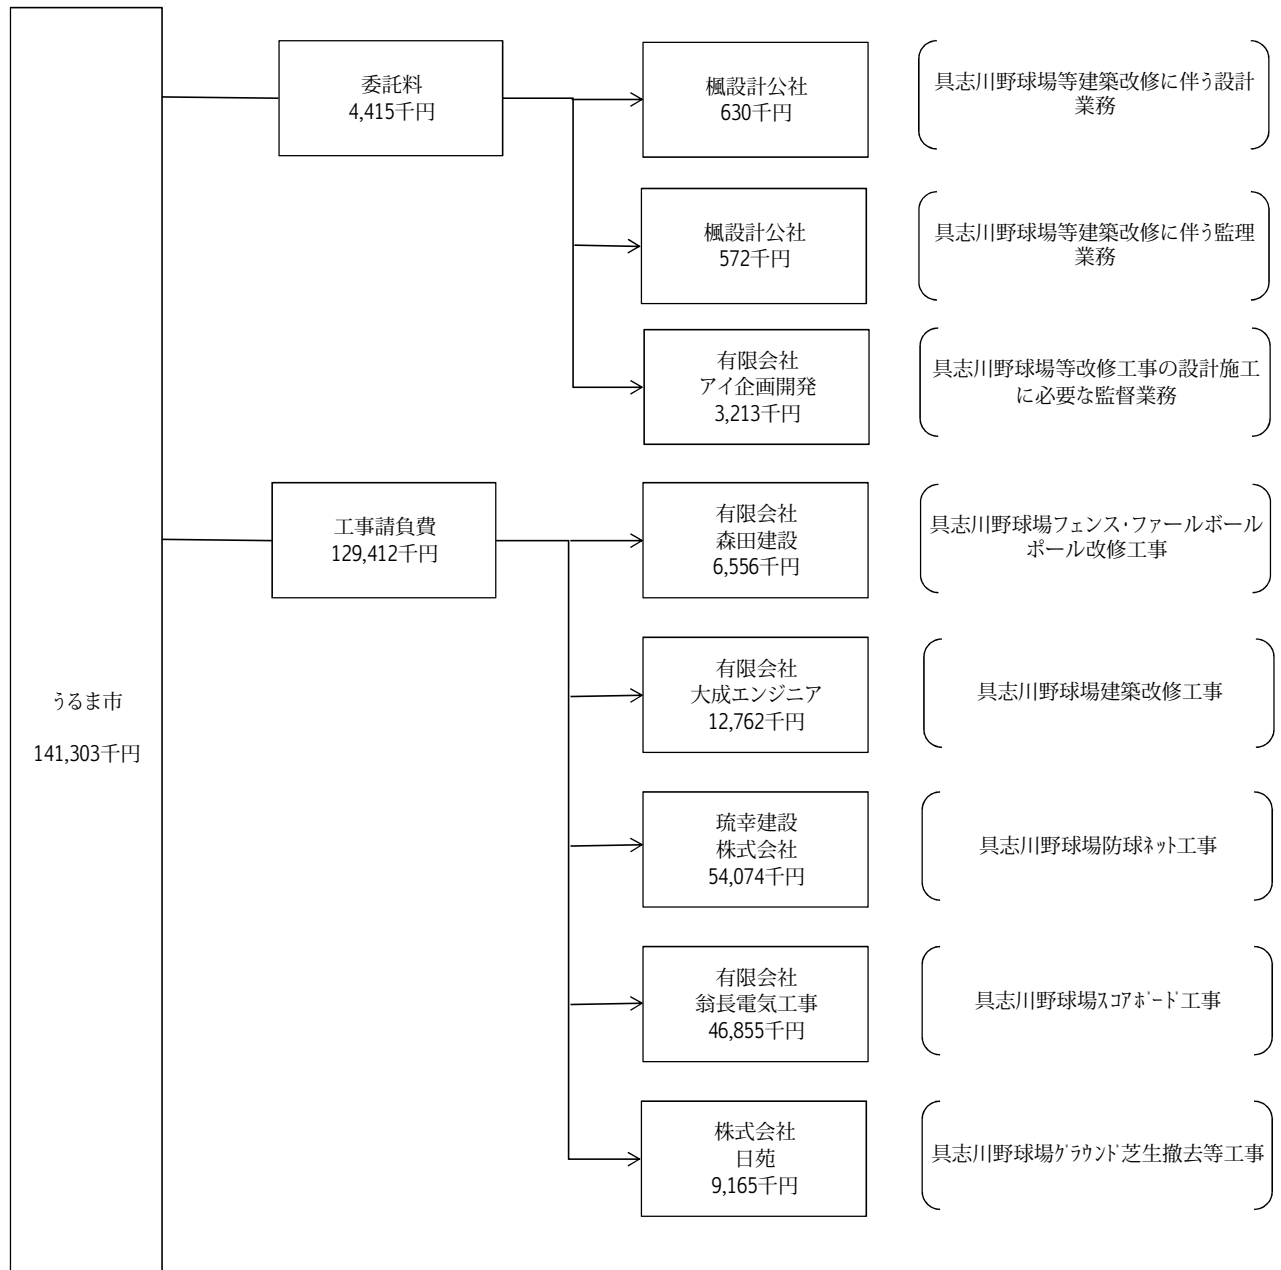 委託料
4,415千円
楓設計公社
630千円
具志川野球場等建築改修に伴う設計
業務
楓設計公社
572千円
具志川野球場等建築改修に伴う監理
業務
有限会社
アイ企画開発
3,213千円
具志川野球場等改修工事の設計施工
に必要な監督業務
工事請負費
129,412千円
有限会社
森田建設
6,556千円
具志川野球場フェンス・ファールボール
ポール改修工事
うるま市
141,303千円
有限会社
大成エンジニア
12,762千円
具志川野球場建築改修工事
琉幸建設
株式会社
54,074千円
具志川野球場防球ﾈｯﾄ工事
有限会社
翁長電気工事
46,855千円
具志川野球場ｽｺｱﾎﾞｰﾄﾞ工事
株式会社
日苑
9,165千円
具志川野球場ｸﾞﾗｳﾝﾄﾞ芝生撤去等工事